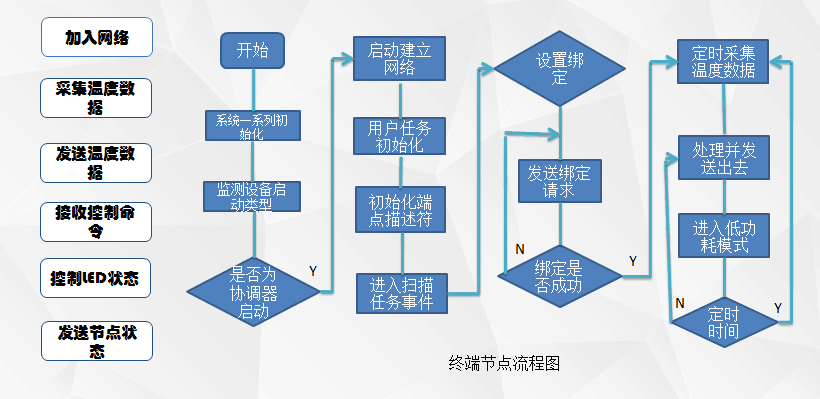 加入网络
采集温度数
据
发送温度数
据
接收控制命
令
控制LED状态
发送节点状
态
开始
系统一系列初
始化
监测设备启
动类型
是否为
协调器
启动
Y
启动建立
网络
用户任务
初始化
初始化端
点描述符
进入扫描
任务事件
设置绑
定
发送绑定
请求
绑定是
否成功
N
Y
定时采集
温度数据
处理并发
送出去
进入低功
耗模式
定时
时间
N
Y
终端节点流程图